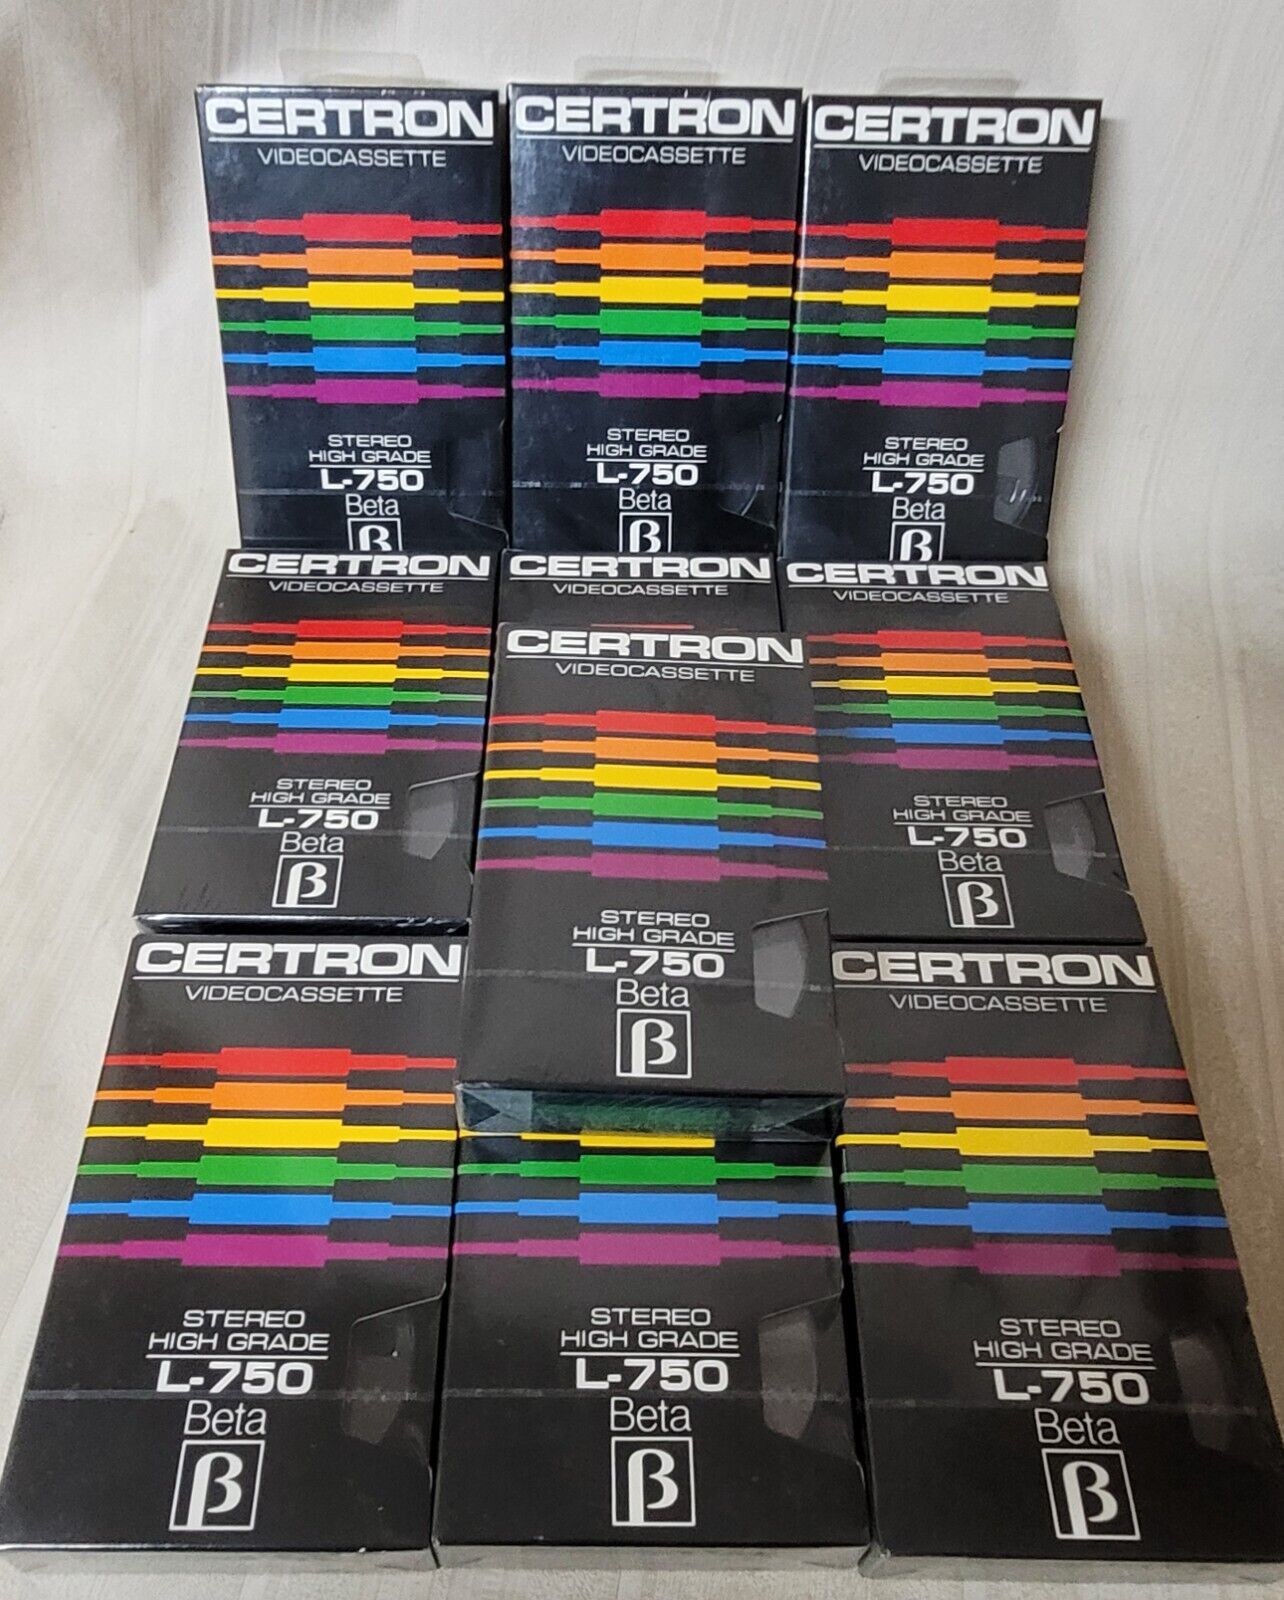 CERTRON
VIDEOCASSETTE
STEREO
HIGH GRADE
L-750
Beta
β
CERTRON
VIDEOCASSETTE
STEREO
HIGH GRADE
L-750
Beta
β
CERTRON
VIDEOCASSETTE
STEREO
HIGH GRADE
L-750
Beta
β
CERTRON
VIDEOCASSETTE
STEREO
HIGH GRADE
L-750
Beta
β
CERTRON
VIDEOCASSETTE
CERTRON
VIDEOCASSETTE
STEREO
HIGH GRADE
L-750
Beta
β
CERTRON
VIDEOCASSETTE
STEREO
HIGH GRADE
L-750
Beta
β
CERTRON
VIDEOCASSETTE
STEREO
HIGH GRADE
L-750
Beta
β
STEREO
HIGH GRADE
L-750
Beta
β
CERTRON
VIDEOCASSETTE
STEREO
HIGH GRADE
L-750
Beta
β